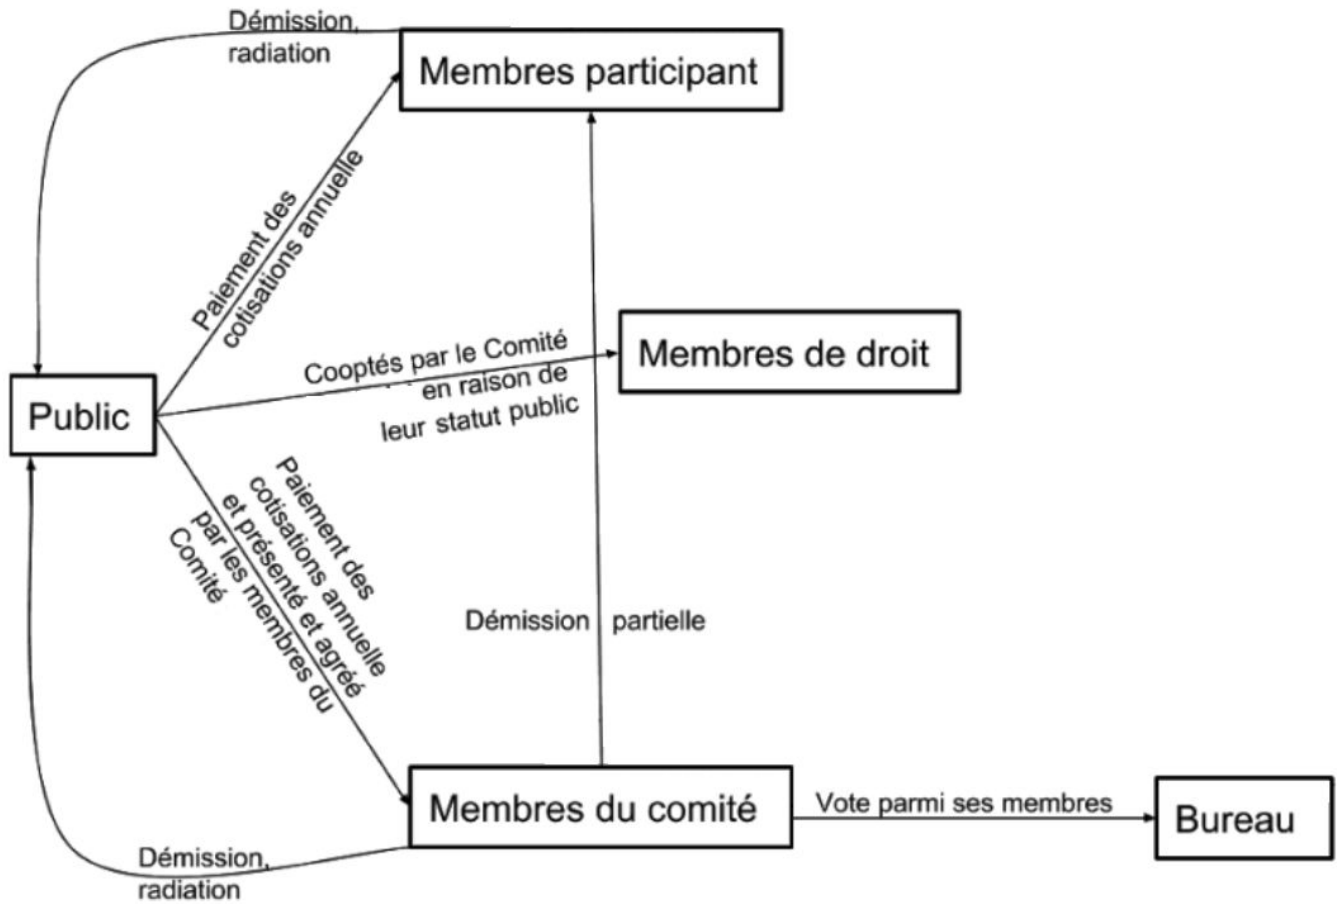 Démission,
radiation
Membres participant
Paiement des
cotisations annuelle
Cooptés par le Comité
en raison de
leur statut public
Membres de droit
Public
Paiement des
cotisations annuelle
et présenté et agréé
par les membres du
Comité
Démission partielle
Membres du comité
Vote parmi ses membres
Bureau
Démission,
radiation